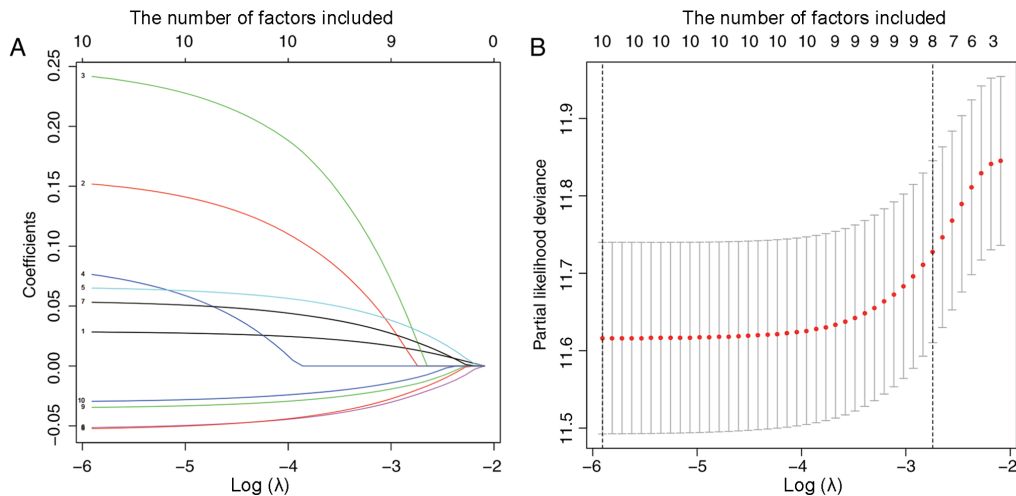 The number of factors included
A
10 10 10 9 0
Coefficients
0.25
0.20
0.15
0.10
0.05
0.00
−0.05
3
2
4
5
7
1
10
9
−6 −5 −4 −3 −2
Log (λ)
The number of factors included
B
10 10 10 10 10 10 10 10 9 9 9 9 9 8 7 6 3
Partial likelihood deviance
11.9
11.8
11.7
11.6
11.5
−6 −5 −4 −3 −2
Log (λ)